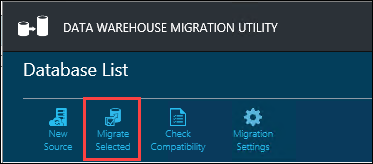 DATA WAREHOUSE MIGRATION UTILITY
Database List
New
Source
Migrate
Selected
Check
Compatibility
Migration
Settings